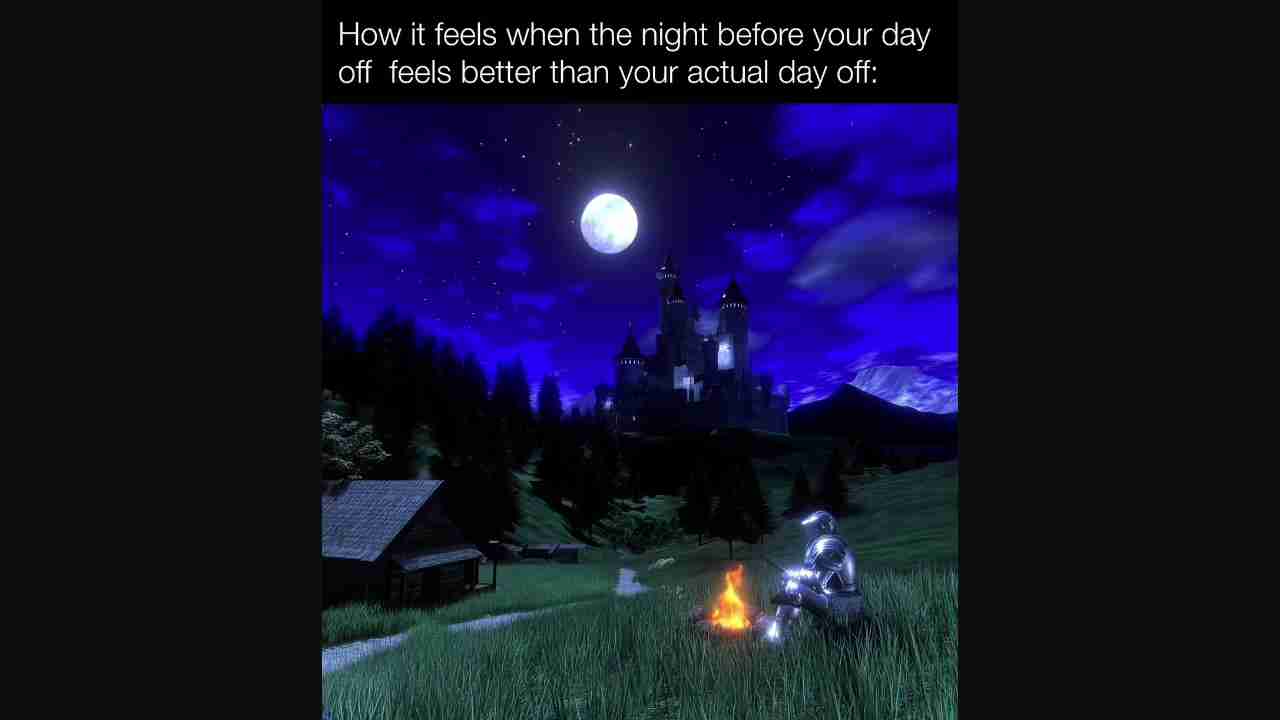 How it feels when the night before your day
off  feels better than your actual day off: